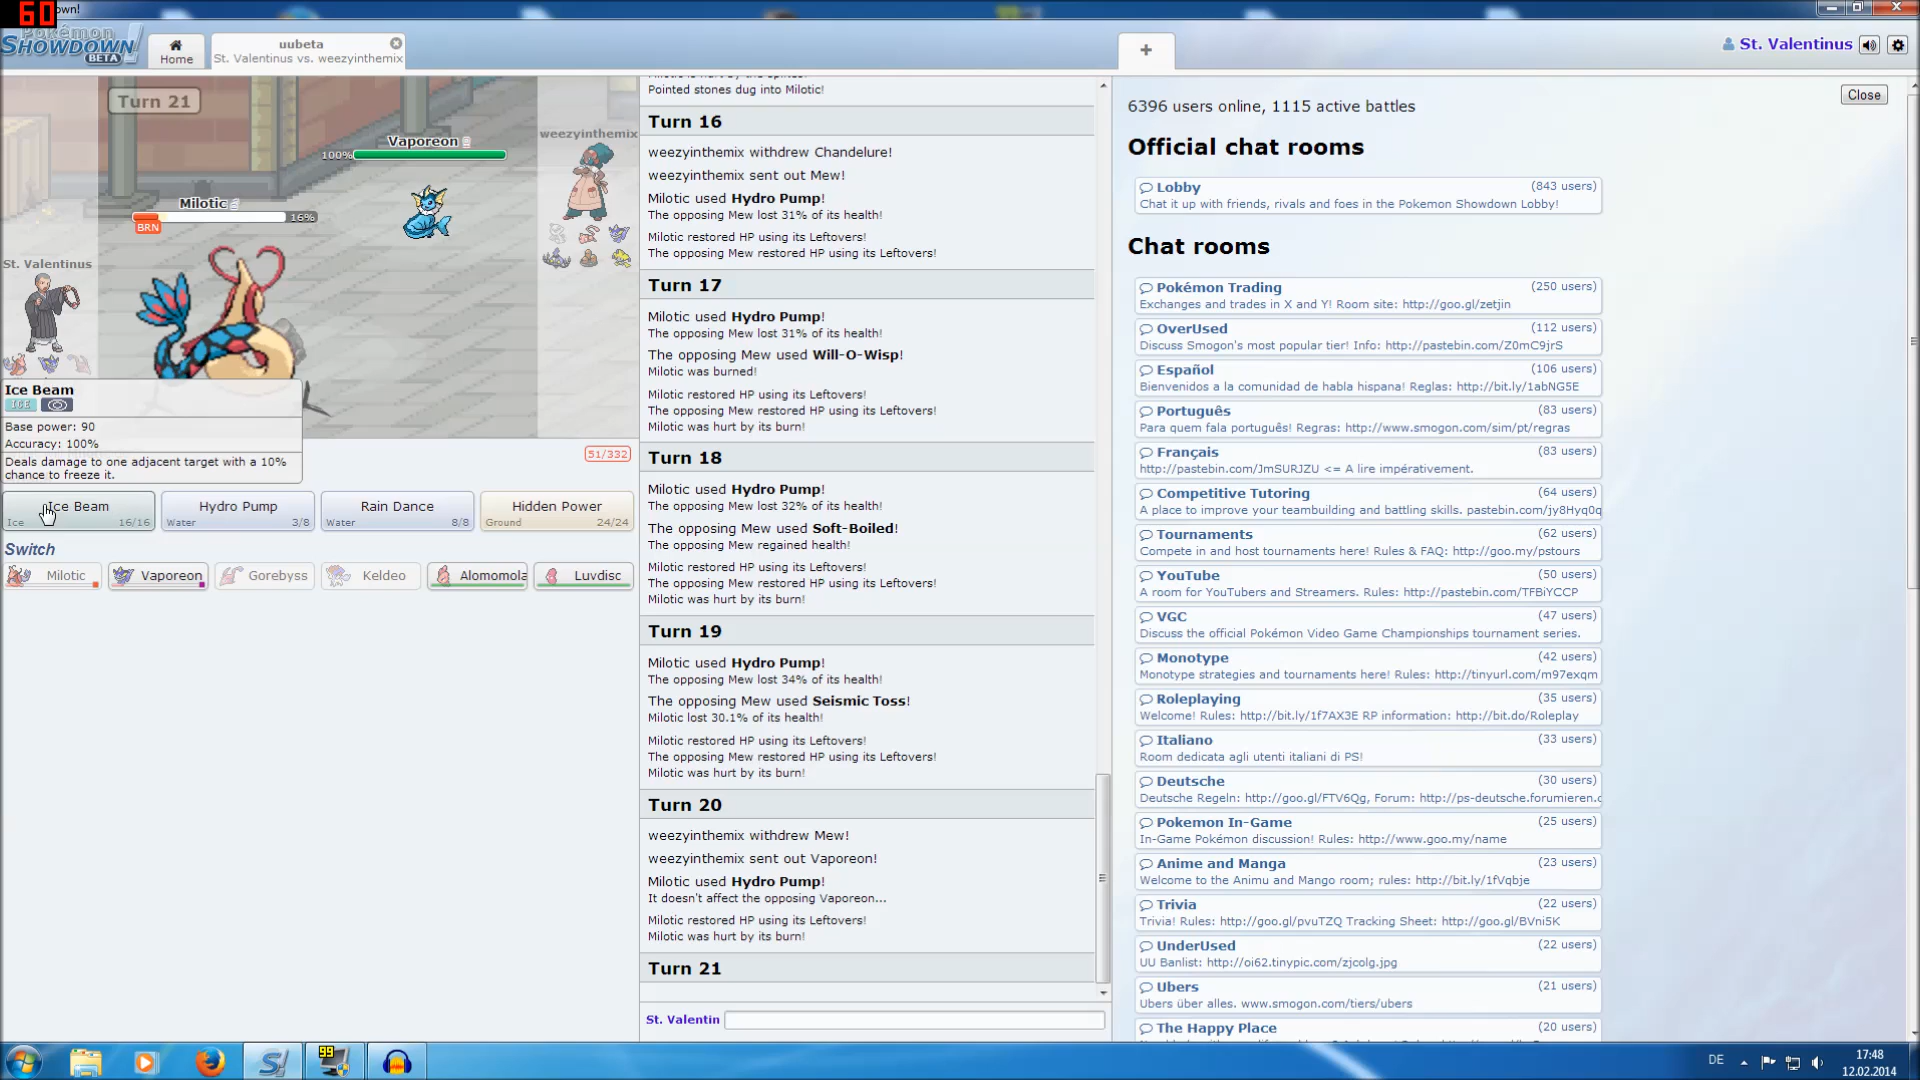 60
own!
Pokémon
SHOWDOWN!
BETA
Home
uubeta
St. Valentinus vs. weezyinthemix
+
St. Valentinus
Turn 21
Vaporeon
100%
weezyinthemix
Milotic
16%
BRN
St. Valentinus
Ice Beam
ICE
Base power: 90
Accuracy: 100%
Deals damage to one adjacent target with a 10%
chance to freeze it.
51/332
Ice Beam
Ice 16/16
Hydro Pump
Water 3/8
Rain Dance
Water 8/8
Hidden Power
Ground 24/24
Switch
Milotic Vaporeon Gorebyss Keldeo Alomomola Luvdisc
Pointed stones dug into Milotic!
Turn 16
weezyinthemix withdrew Chandelure!
weezyinthemix sent out Mew!
Milotic used Hydro Pump!
The opposing Mew lost 31% of its health!
Milotic restored HP using its Leftovers!
The opposing Mew restored HP using its Leftovers!
Turn 17
Milotic used Hydro Pump!
The opposing Mew lost 31% of its health!
The opposing Mew used Will-O-Wisp!
Milotic was burned!
Milotic restored HP using its Leftovers!
The opposing Mew restored HP using its Leftovers!
Milotic was hurt by its burn!
Turn 18
Milotic used Hydro Pump!
The opposing Mew lost 32% of its health!
The opposing Mew used Soft-Boiled!
The opposing Mew regained health!
Milotic restored HP using its Leftovers!
The opposing Mew restored HP using its Leftovers!
Milotic was hurt by its burn!
Turn 19
Milotic used Hydro Pump!
The opposing Mew lost 34% of its health!
The opposing Mew used Seismic Toss!
Milotic lost 30.1% of its health!
Milotic restored HP using its Leftovers!
The opposing Mew restored HP using its Leftovers!
Milotic was hurt by its burn!
Turn 20
weezyinthemix withdrew Mew!
weezyinthemix sent out Vaporeon!
Milotic used Hydro Pump!
It doesn't affect the opposing Vaporeon...
Milotic restored HP using its Leftovers!
Milotic was hurt by its burn!
Turn 21
St. Valentin
6396 users online, 1115 active battles
Close
Official chat rooms
Lobby (843 users)
Chat it up with friends, rivals and foes in the Pokemon Showdown Lobby!
Chat rooms
Pokémon Trading (250 users)
Exchanges and trades in X and Y! Room site: http://goo.gl/zetjin
OverUsed (112 users)
Discuss Smogon's most popular tier! Info: http://pastebin.com/Z0mC9jrS
Español (106 users)
Bienvenidos a la comunidad de habla hispana! Reglas: http://bit.ly/1abNG5E
Português (83 users)
Para quem fala português! Regras: http://www.smogon.com/sim/pt/regras
Français (83 users)
http://pastebin.com/JmSURJZU <= A lire impérativement.
Competitive Tutoring (64 users)
A place to improve your teambuilding and battling skills. pastebin.com/jy8Hyq0q
Tournaments (62 users)
Compete in and host tournaments here! Rules & FAQ: http://goo.my/pstours
YouTube (50 users)
A room for YouTubers and Streamers. Rules: http://pastebin.com/TFBiYCCP
VGC (47 users)
Discuss the official Pokémon Video Game Championships tournament series.
Monotype (42 users)
Monotype strategies and tournaments here! Rules: http://tinyurl.com/m97exqm
Roleplaying (35 users)
Welcome! Rules: http://bit.ly/1f7AX3E RP information: http://bit.do/Roleplay
Italiano (33 users)
Room dedicata agli utenti italiani di PS!
Deutsche (30 users)
Deutsche Regeln: http://goo.gl/FTV6Qg, Forum: http://ps-deutsche.forumieren.c
Pokemon In-Game (25 users)
In-Game Pokémon discussion! Rules: http://www.goo.my/name
Anime and Manga (23 users)
Welcome to the Animu and Mango room; rules: http://bit.ly/1fVqbje
Trivia (22 users)
Trivia! Rules: http://goo.gl/pvuTZQ Tracking Sheet: http://goo.gl/BVni5K
UnderUsed (22 users)
UU Banlist: http://oi62.tinypic.com/zjcolg.jpg
Ubers (21 users)
Ubers über alles. www.smogon.com/tiers/ubers
The Happy Place (20 users)
99
DE
17:48
12.02.2014